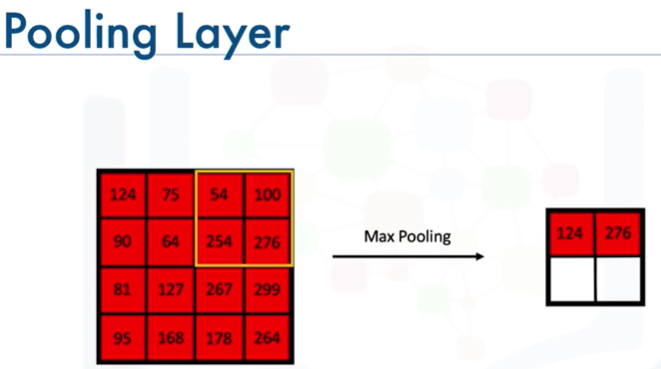 Pooling Layer
124 75 54 100
90 64 254 276
81 127 267 299
95 168 178 264
Max Pooling
124 276